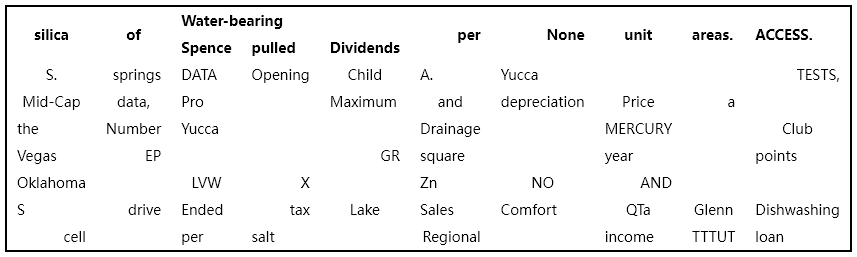 Water-bearing
silica of per None unit areas. ACCESS.
Spence pulled Dividends
S. springs DATA Opening Child A. Yucca TESTS,
Mid-Cap data, Pro Maximum and depreciation Price a
the Number Yucca Drainage MERCURY Club
Vegas EP GR square year points
Oklahoma LVW X Zn NO AND
S drive Ended tax Lake Sales Comfort QTa Glenn Dishwashing
cell per salt Regional income TTTUT loan